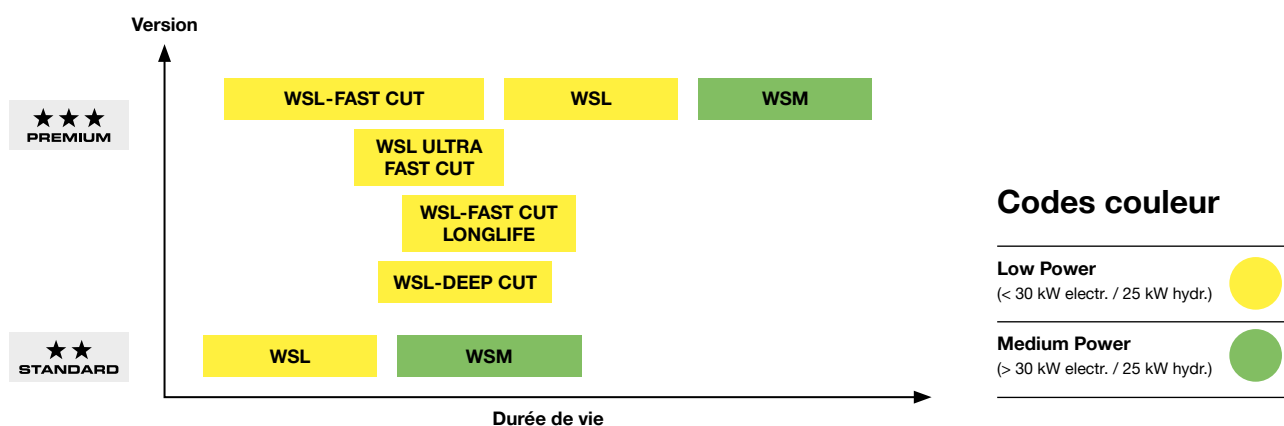 Version
★★★
PREMIUM
WSL-FAST CUT
WSL
WSM
WSL ULTRA
FAST CUT
WSL-FAST CUT
LONGLIFE
WSL-DEEP CUT
★★
STANDARD
WSL
WSM
Durée de vie
Codes couleur
Low Power
(< 30 kW electr. / 25 kW hydr.)
Medium Power
(> 30 kW electr. / 25 kW hydr.)